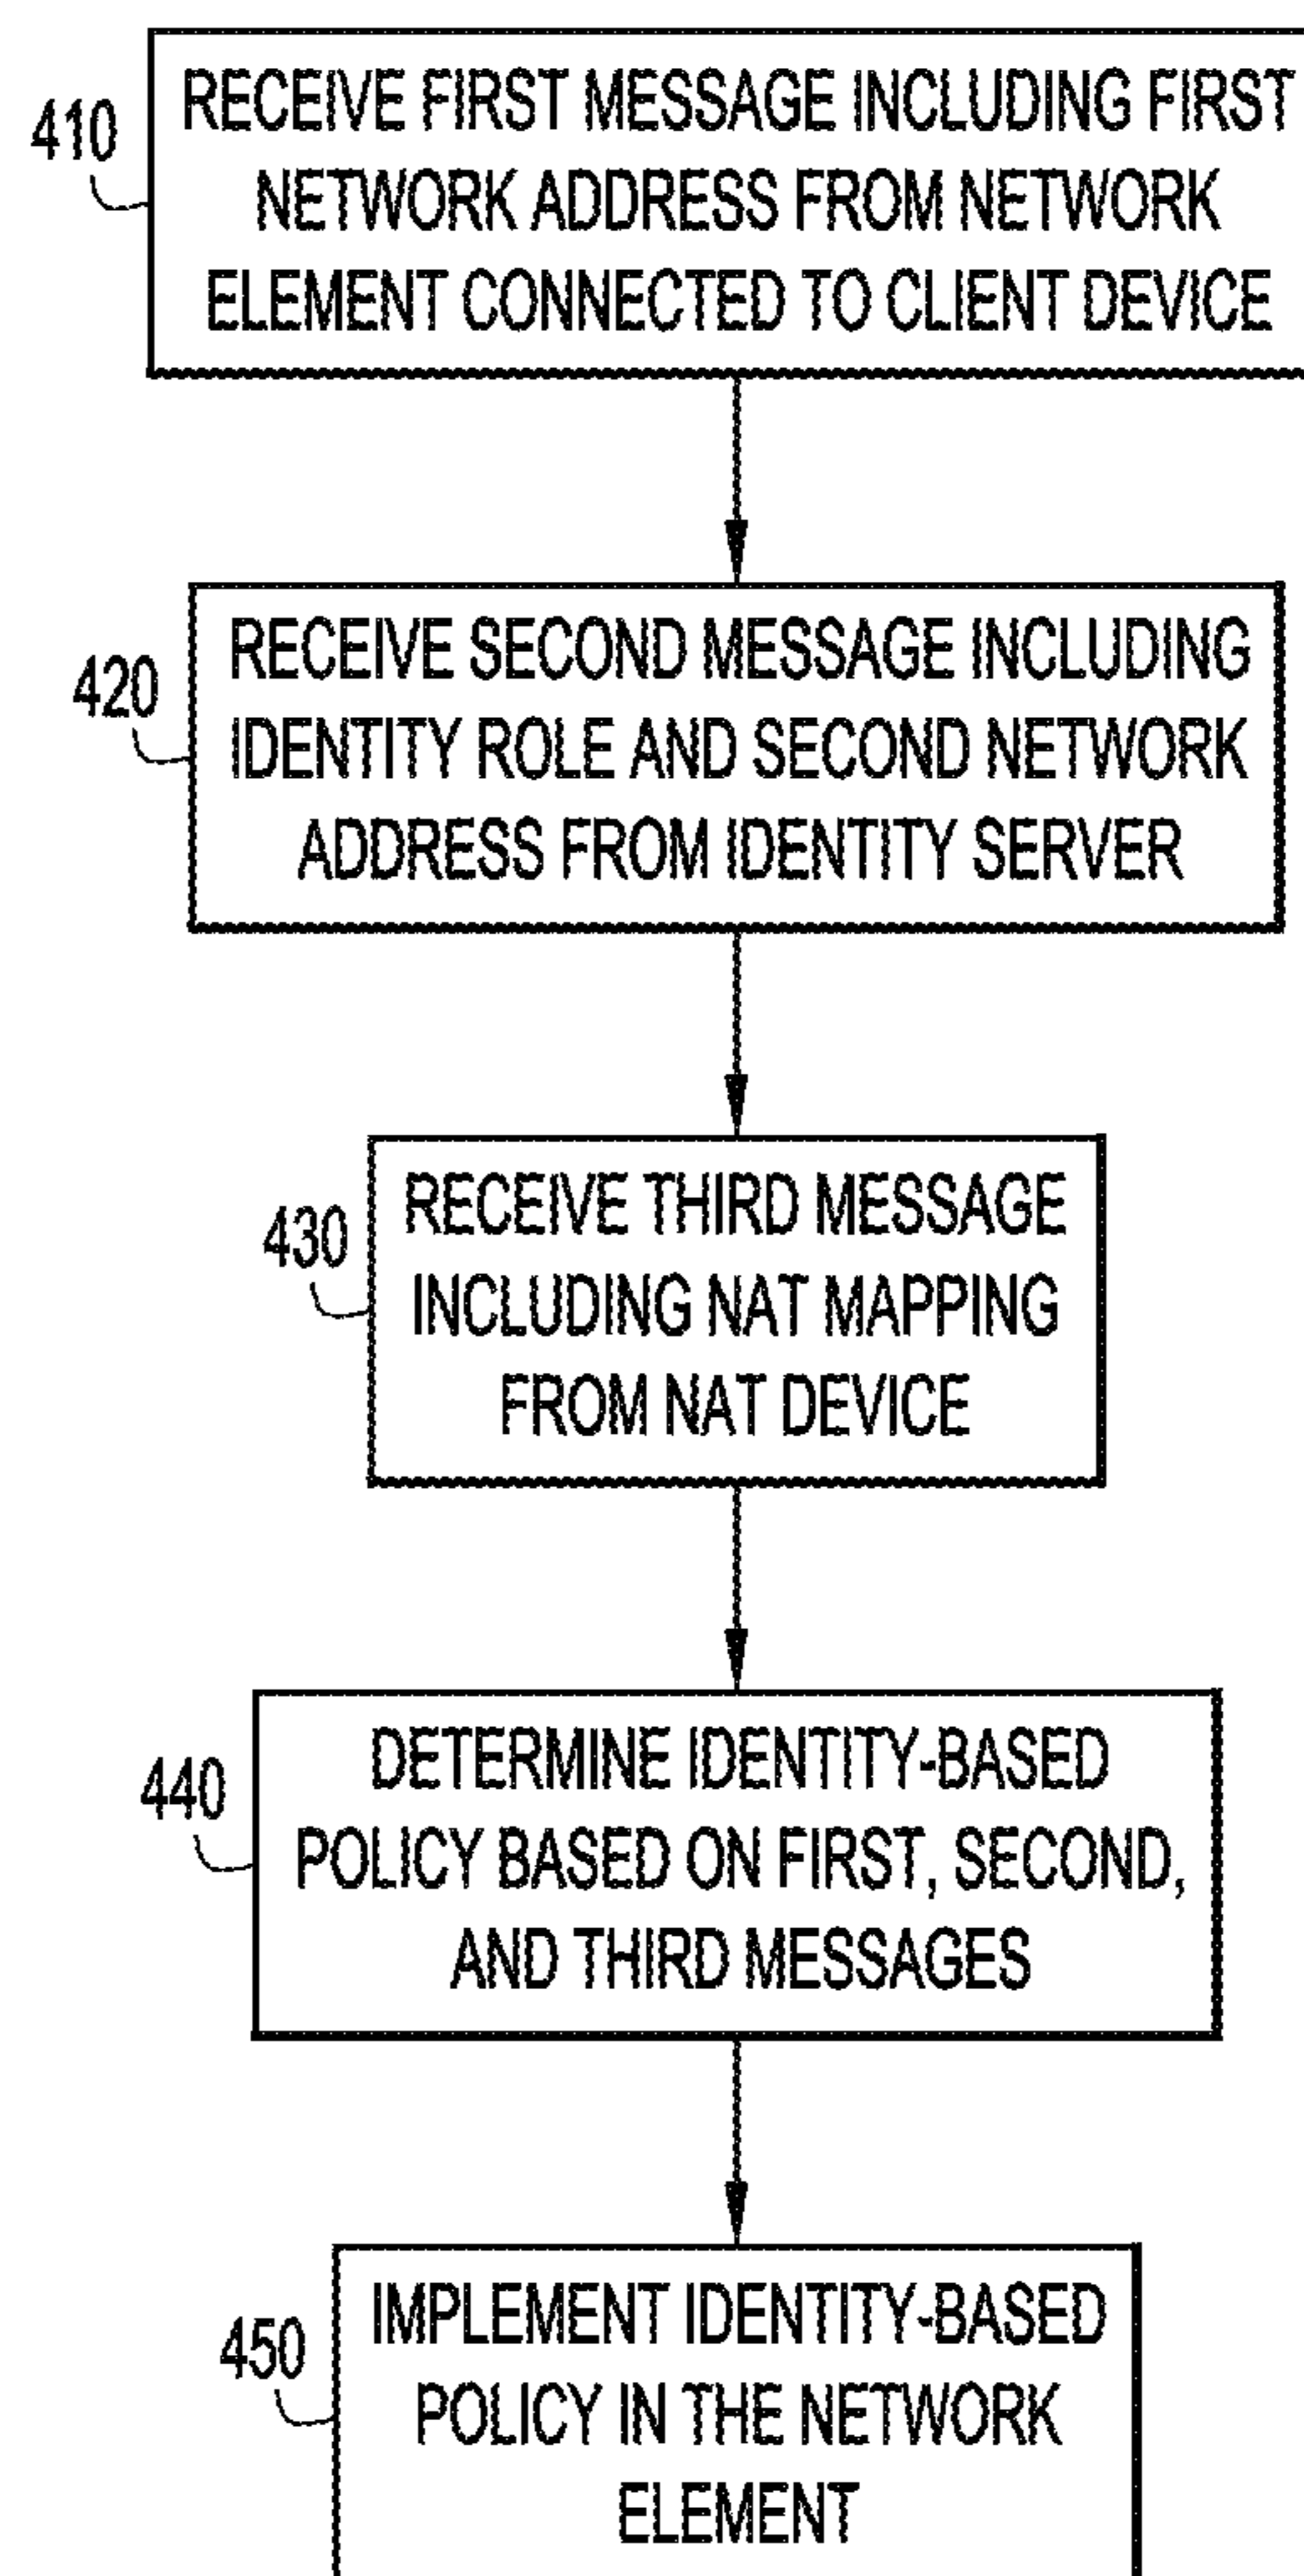 410
RECEIVE FIRST MESSAGE INCLUDING FIRST
NETWORK ADDRESS FROM NETWORK
ELEMENT CONNECTED TO CLIENT DEVICE
420
RECEIVE SECOND MESSAGE INCLUDING
IDENTITY ROLE AND SECOND NETWORK
ADDRESS FROM IDENTITY SERVER
430
RECEIVE THIRD MESSAGE
INCLUDING NAT MAPPING
FROM NAT DEVICE
440
DETERMINE IDENTITY-BASED
POLICY BASED ON FIRST, SECOND,
AND THIRD MESSAGES
450
IMPLEMENT IDENTITY-BASED
POLICY IN THE NETWORK
ELEMENT